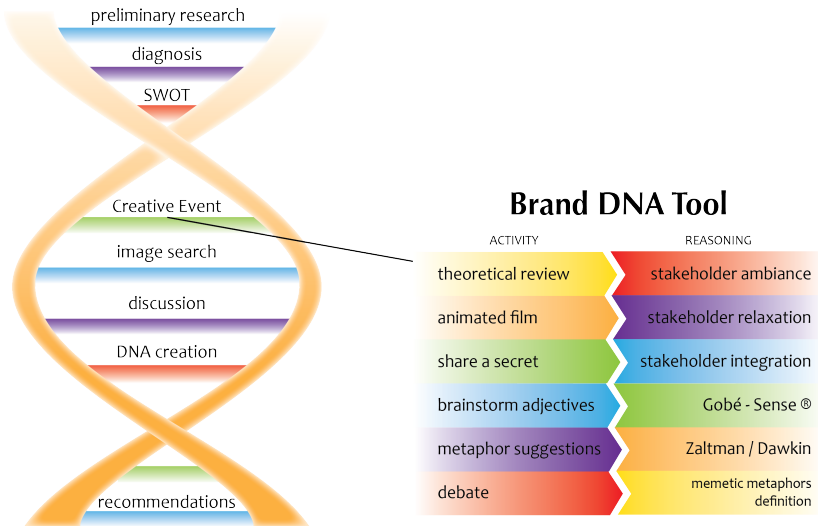 preliminary research
diagnosis
SWOT
Creative Event
image search
discussion
DNA creation
recommendations
Brand DNA Tool
ACTIVITY REASONING
theoretical review stakeholder ambiance
animated film stakeholder relaxation
share a secret stakeholder integration
brainstorm adjectives Gobé - Sense ®
metaphor suggestions Zaltman / Dawkin
debate memetic metaphors
definition